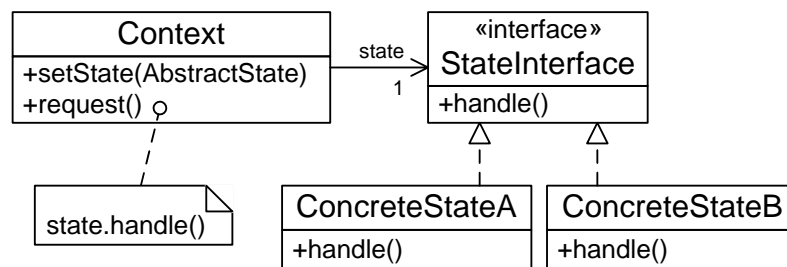 Context
+setState(AbstractState)
+request()
state
1
«interface»
StateInterface
+handle()
state.handle()
ConcreteStateA
+handle()
ConcreteStateB
+handle()